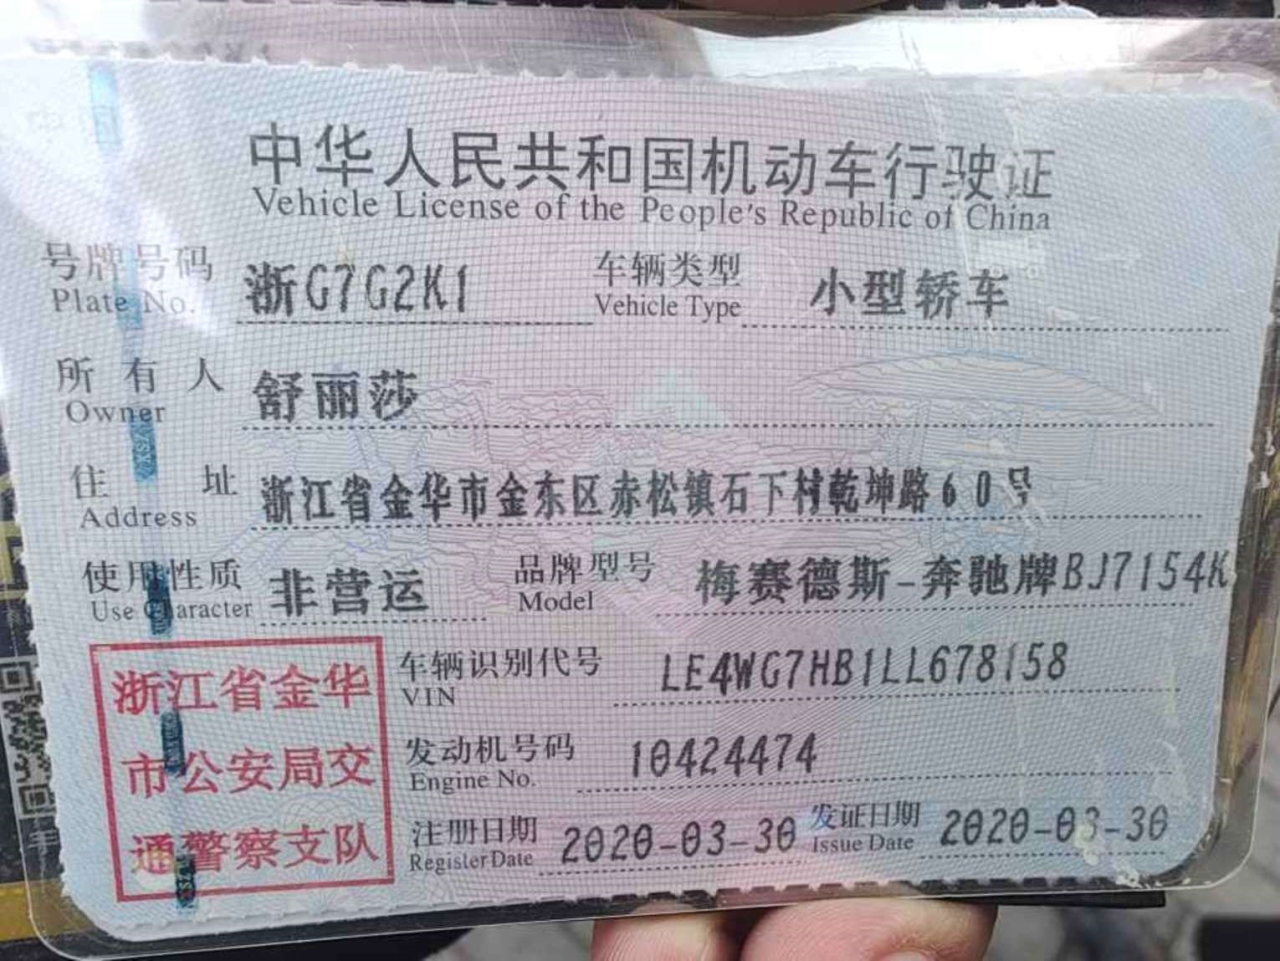 中华人民共和国机动车行驶证
Vehicle License of the People's Republic of China
号牌号码 浙G7G2K1 车辆类型 小型轿车
Plate No. Vehicle Type
所有人 舒丽莎
Owner
住址 浙江省金华市金东区赤松镇石下村乾坤路60号
Address
使用性质 非营运 品牌型号 梅赛德斯-奔驰牌BJ7154K
Use Character Model
浙江省金华
市公安局交
通警察支队
车辆识别代号 LE4WG7HB1LL678158
VIN
发动机号码 10424474
Engine No.
注册日期 2020-03-30 发证日期 2020-03-30
Register Date Issue Date